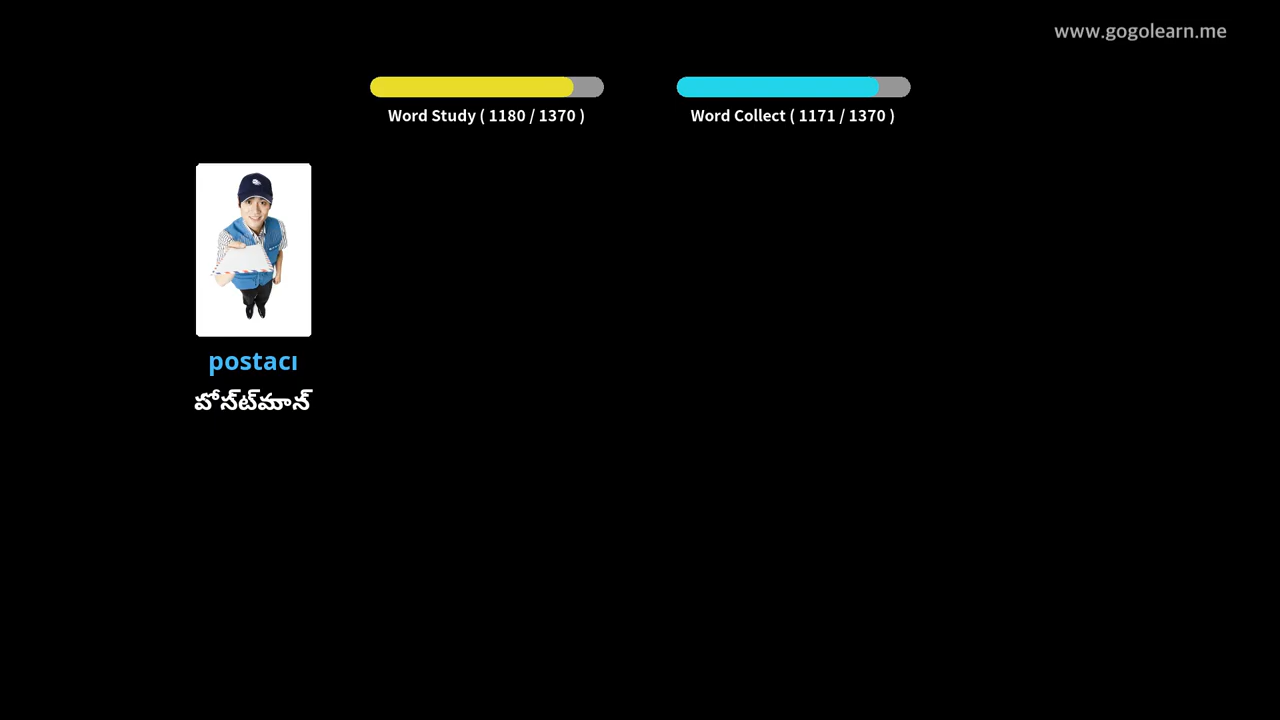 www.gogolearn.me
Word Study ( 1180 / 1370 )
Word Collect ( 1171 / 1370 )
postacı
పోస్ట్‌మాన్